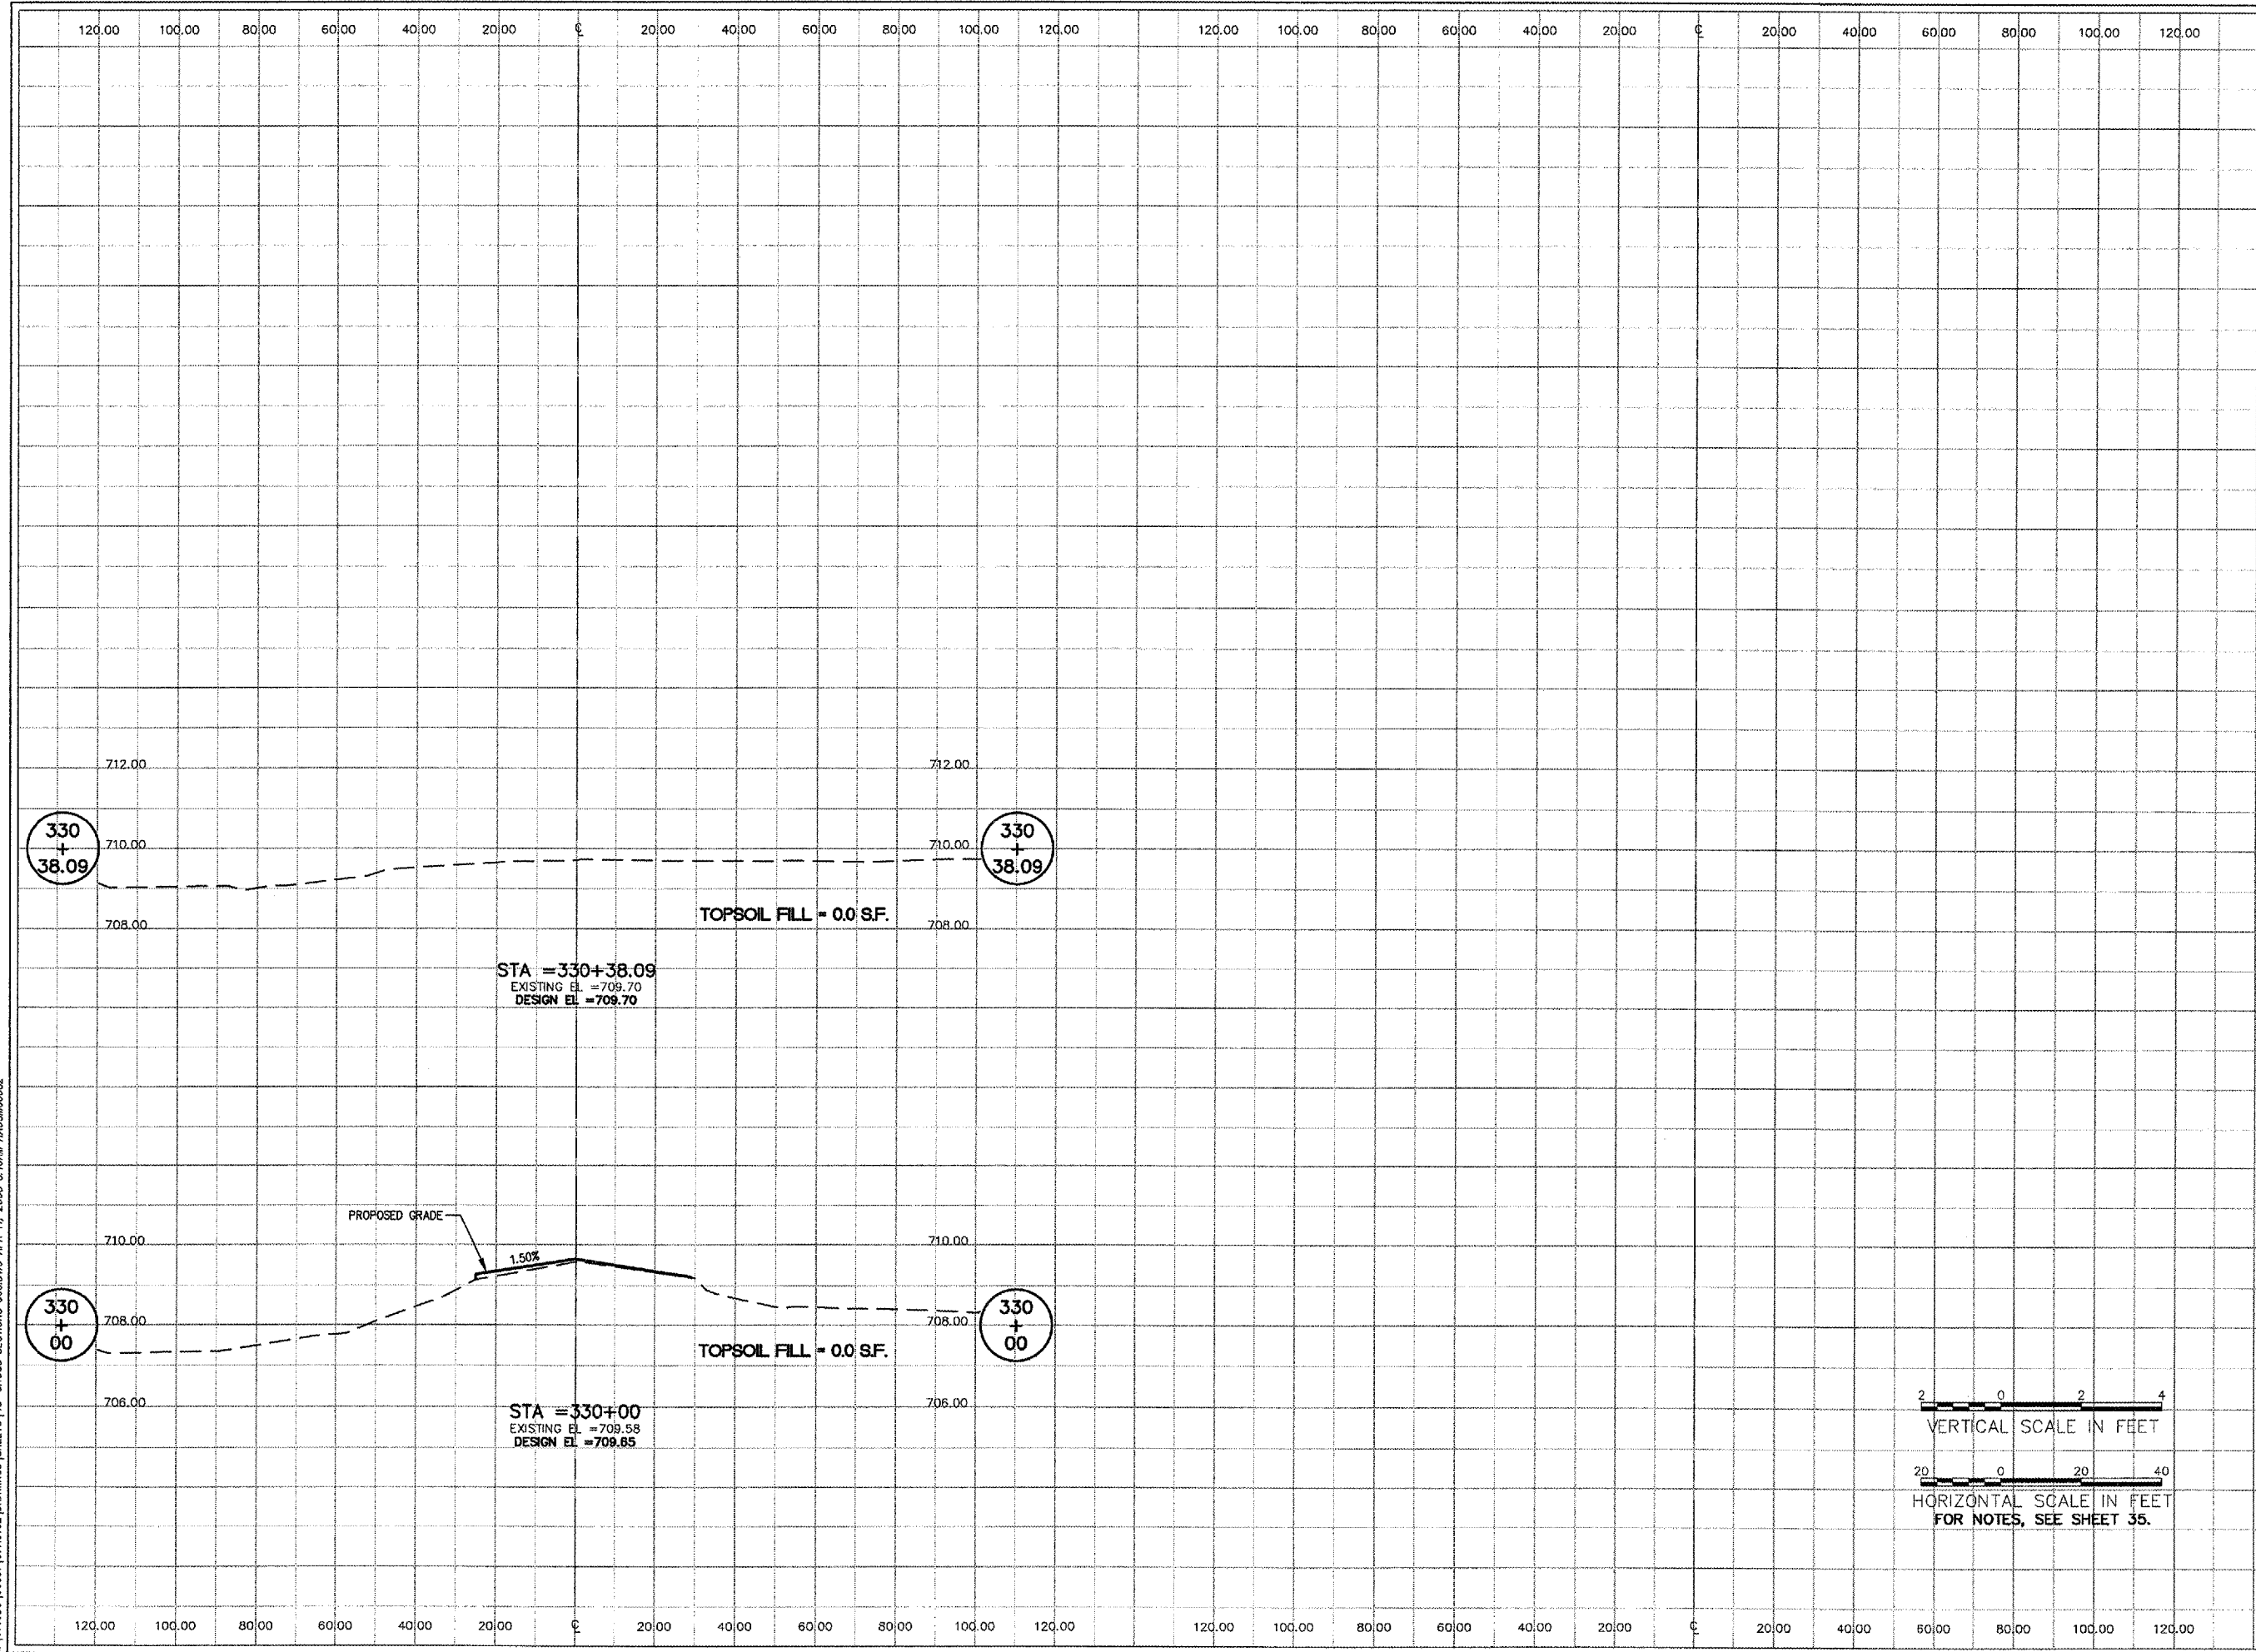 120.00 100.00 80.00 60.00 40.00 20.00 ℄ 20.00 40.00 60.00 80.00 100.00 120.00 120.00 100.00 80.00 60.00 40.00 20.00 ℄ 20.00 40.00 60.00 80.00 100.00 120.00
712.00 712.00
330 330
+ 710.00 710.00 +
38.09 38.09
TOPSOIL FILL = 0.0 S.F.
708.00 708.00
STA =330+38.09
EXISTING EL =709.70
DESIGN EL =709.70
PROPOSED GRADE
710.00 710.00
1.50%
330 330
+ 708.00 708.00 +
00 00
TOPSOIL FILL = 0.0 S.F.
706.00 706.00
STA =330+00
EXISTING EL =709.58
DESIGN EL =709.65
2 0 2 4
VERTICAL SCALE IN FEET
20 0 20 40
HORIZONTAL SCALE IN FEET
FOR NOTES, SEE SHEET 35.
120.00 100.00 80.00 60.00 40.00 20.00 ℄ 20.00 40.00 60.00 80.00 100.00 120.00 120.00 100.00 80.00 60.00 40.00 20.00 ℄ 20.00 40.00 60.00 80.00 100.00 120.00